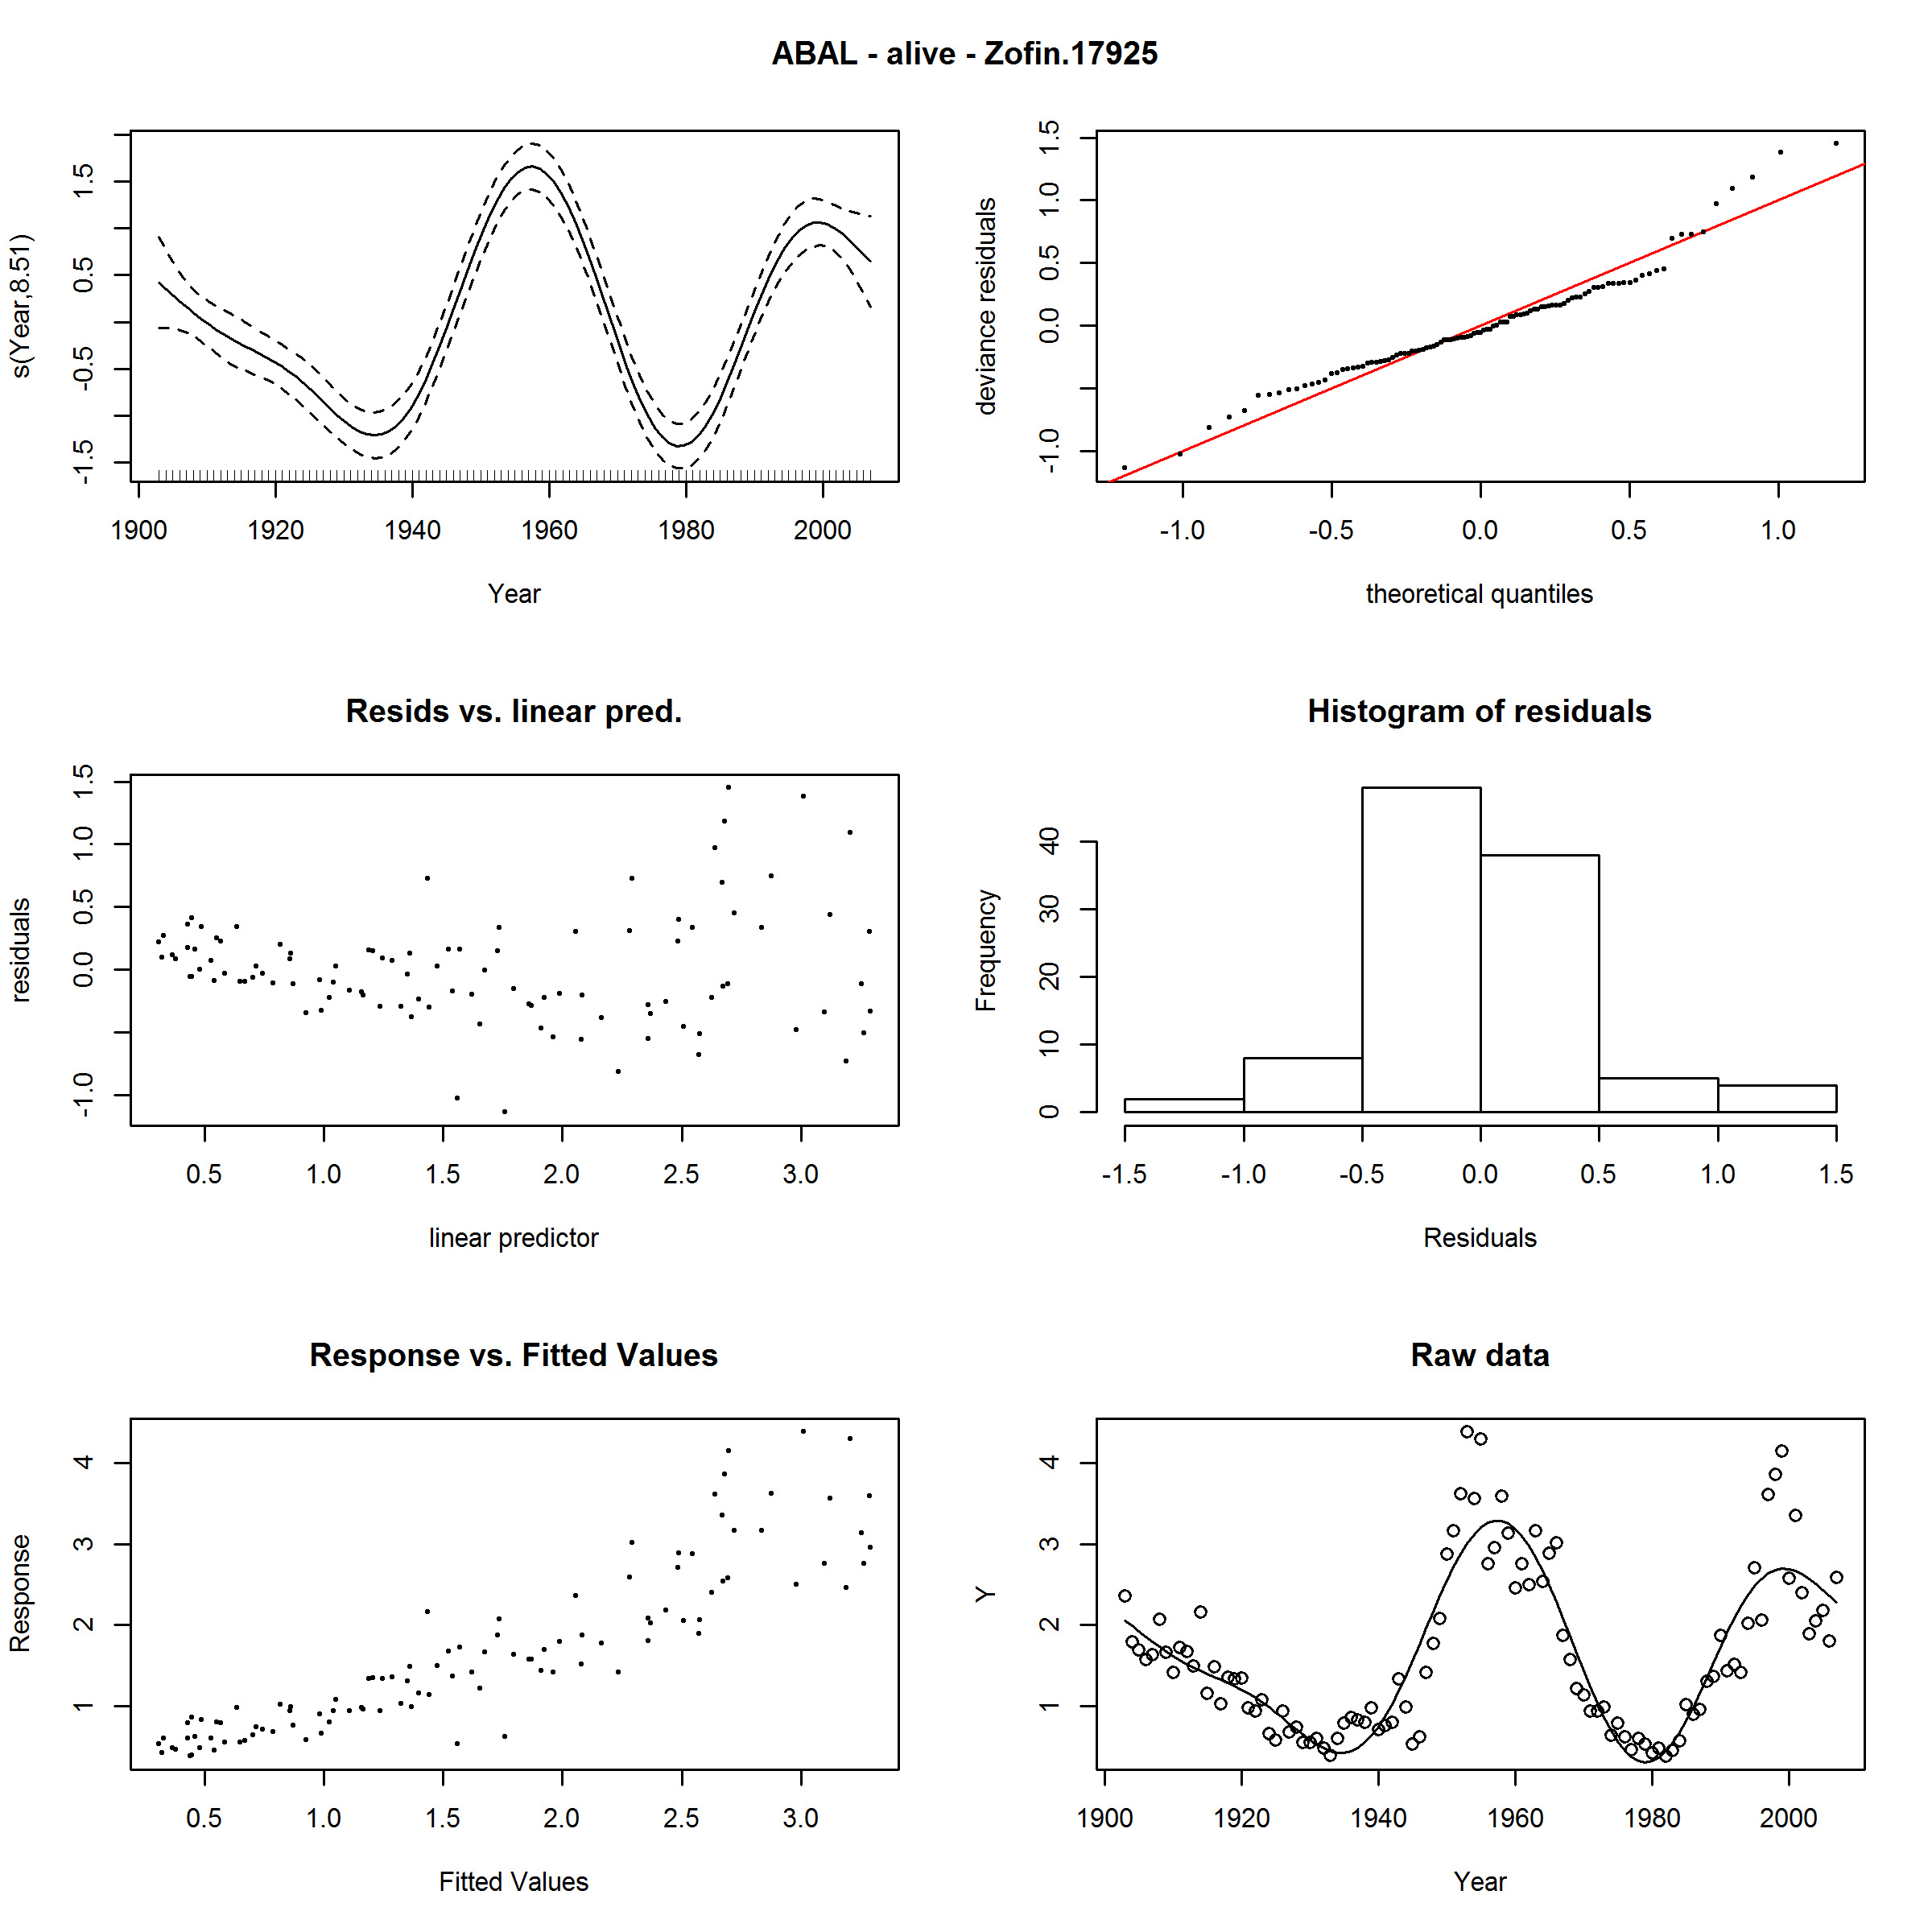 ABAL - alive - Zofin.17925
s(Year,8.51)
-1.5 -0.5 0.5 1.5
1900 1920 1940 1960 1980 2000
Year
deviance residuals
-1.0 0.0 0.5 1.0 1.5
-1.0 -0.5 0.0 0.5 1.0
theoretical quantiles
Resids vs. linear pred.
residuals
-1.0 0.0 0.5 1.0 1.5
0.5 1.0 1.5 2.0 2.5 3.0
linear predictor
Histogram of residuals
Frequency
0 10 20 30 40
-1.5 -1.0 -0.5 0.0 0.5 1.0 1.5
Residuals
Response vs. Fitted Values
Response
1 2 3 4
0.5 1.0 1.5 2.0 2.5 3.0
Fitted Values
Raw data
Y
1 2 3 4
1900 1920 1940 1960 1980 2000
Year